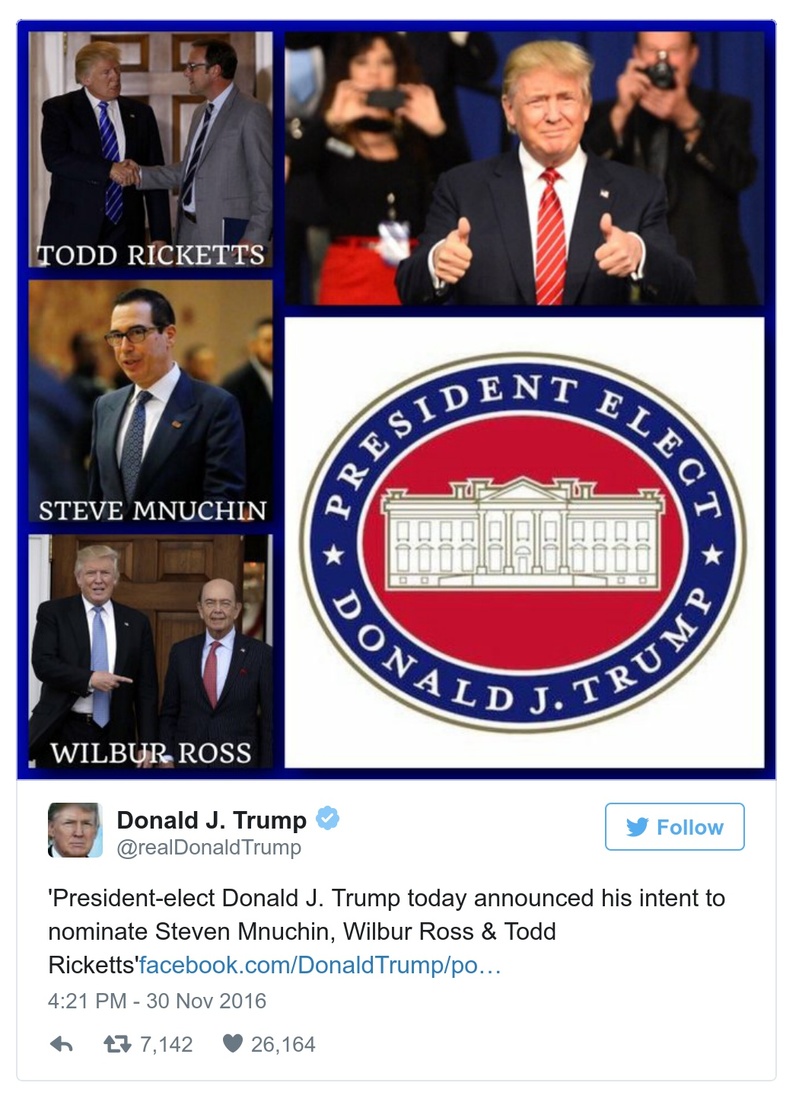 TODD RICKETTS
STEVE MNUCHIN
WILBUR ROSS
PRESIDENT ELECT
DONALD J. TRUMP
Donald J. Trump
@realDonaldTrump
Follow
'President-elect Donald J. Trump today announced his intent to
nominate Steven Mnuchin, Wilbur Ross & Todd
Ricketts'facebook.com/DonaldTrump/po…
4:21 PM - 30 Nov 2016
7,142
26,164